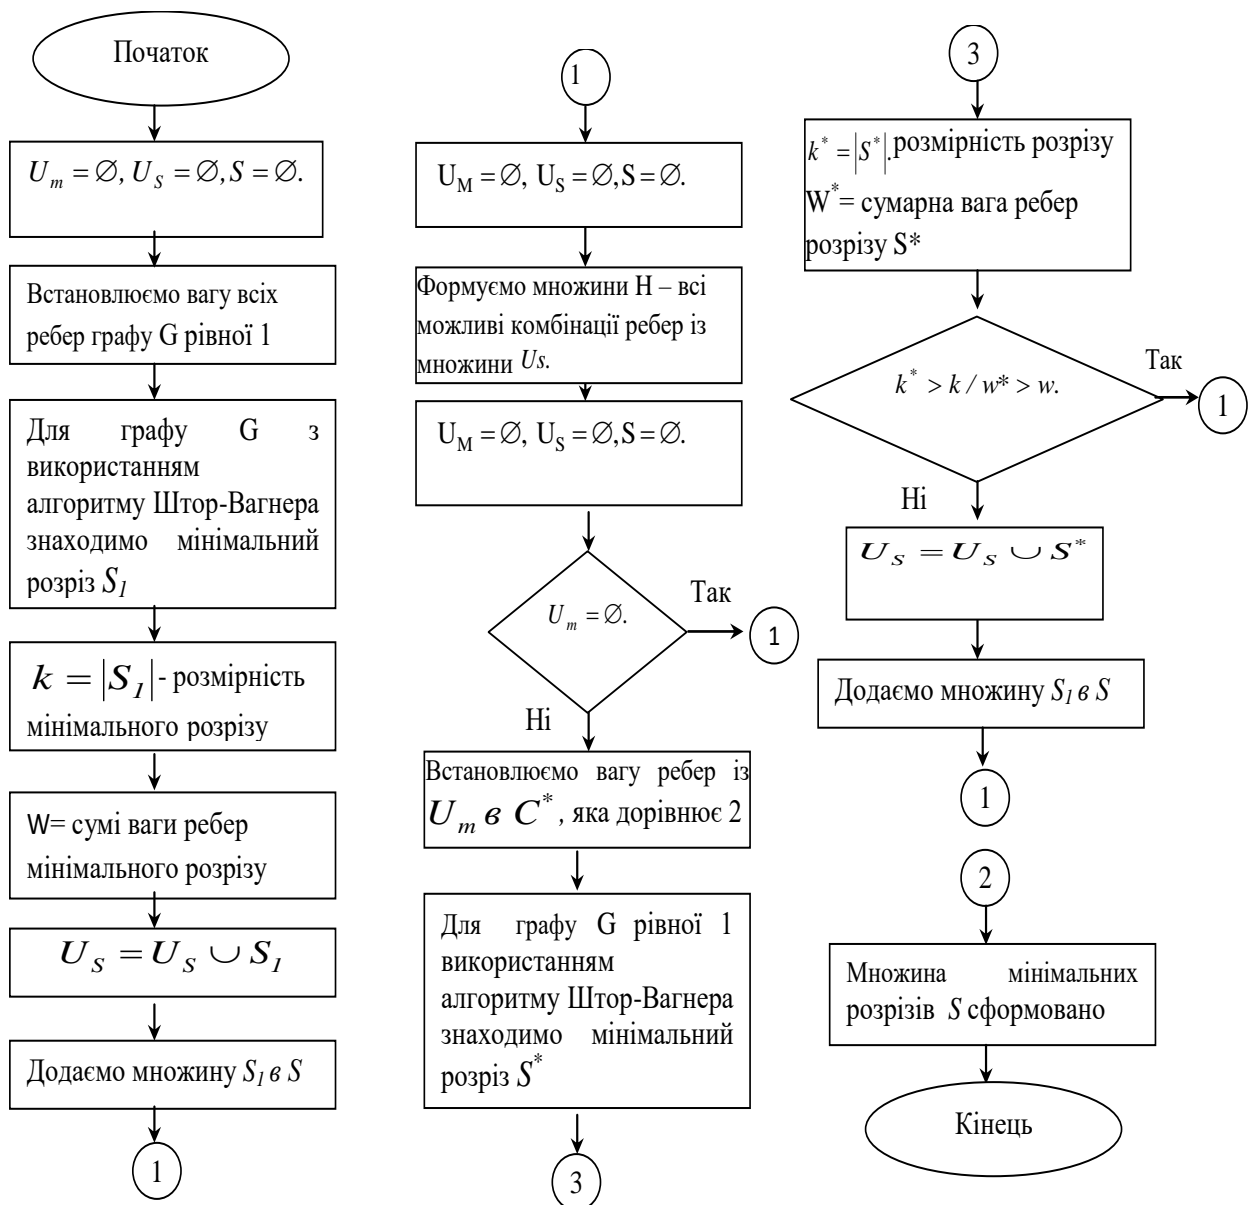 Початок
U_m = ∅, U_S = ∅, S = ∅.
Встановлюємо вагу всіх
ребер графу G рівної 1
Для графу G з
використанням
алгоритму Штор-Вагнера
знаходимо мінімальний
розріз S_1
k = |S_1| - розмірність
мінімального розрізу
W= сумі ваги ребер
мінімального розрізу
U_S = U_S ∪ S_1
Додаємо множину S_1 в S
1
1
U_M = ∅, U_S = ∅, S = ∅.
Формуємо множини H – всі
можливі комбінації ребер із
множини Us.
U_M = ∅, U_S = ∅, S = ∅.
U_m = ∅.
Так
1
Ні
Встановлюємо вагу ребер із
U_m в C^*, яка дорівнює 2
Для графу G рівної 1
використанням
алгоритму Штор-Вагнера
знаходимо мінімальний
розріз S^*
3
3
k^* = |S^*|. розмірність розрізу
W^*= сумарна вага ребер
розрізу S*
k^* > k / w* > w.
Так
1
Ні
U_S = U_S ∪ S^*
Додаємо множину S_1 в S
1
2
Множина мінімальних
розрізів S сформовано
Кінець